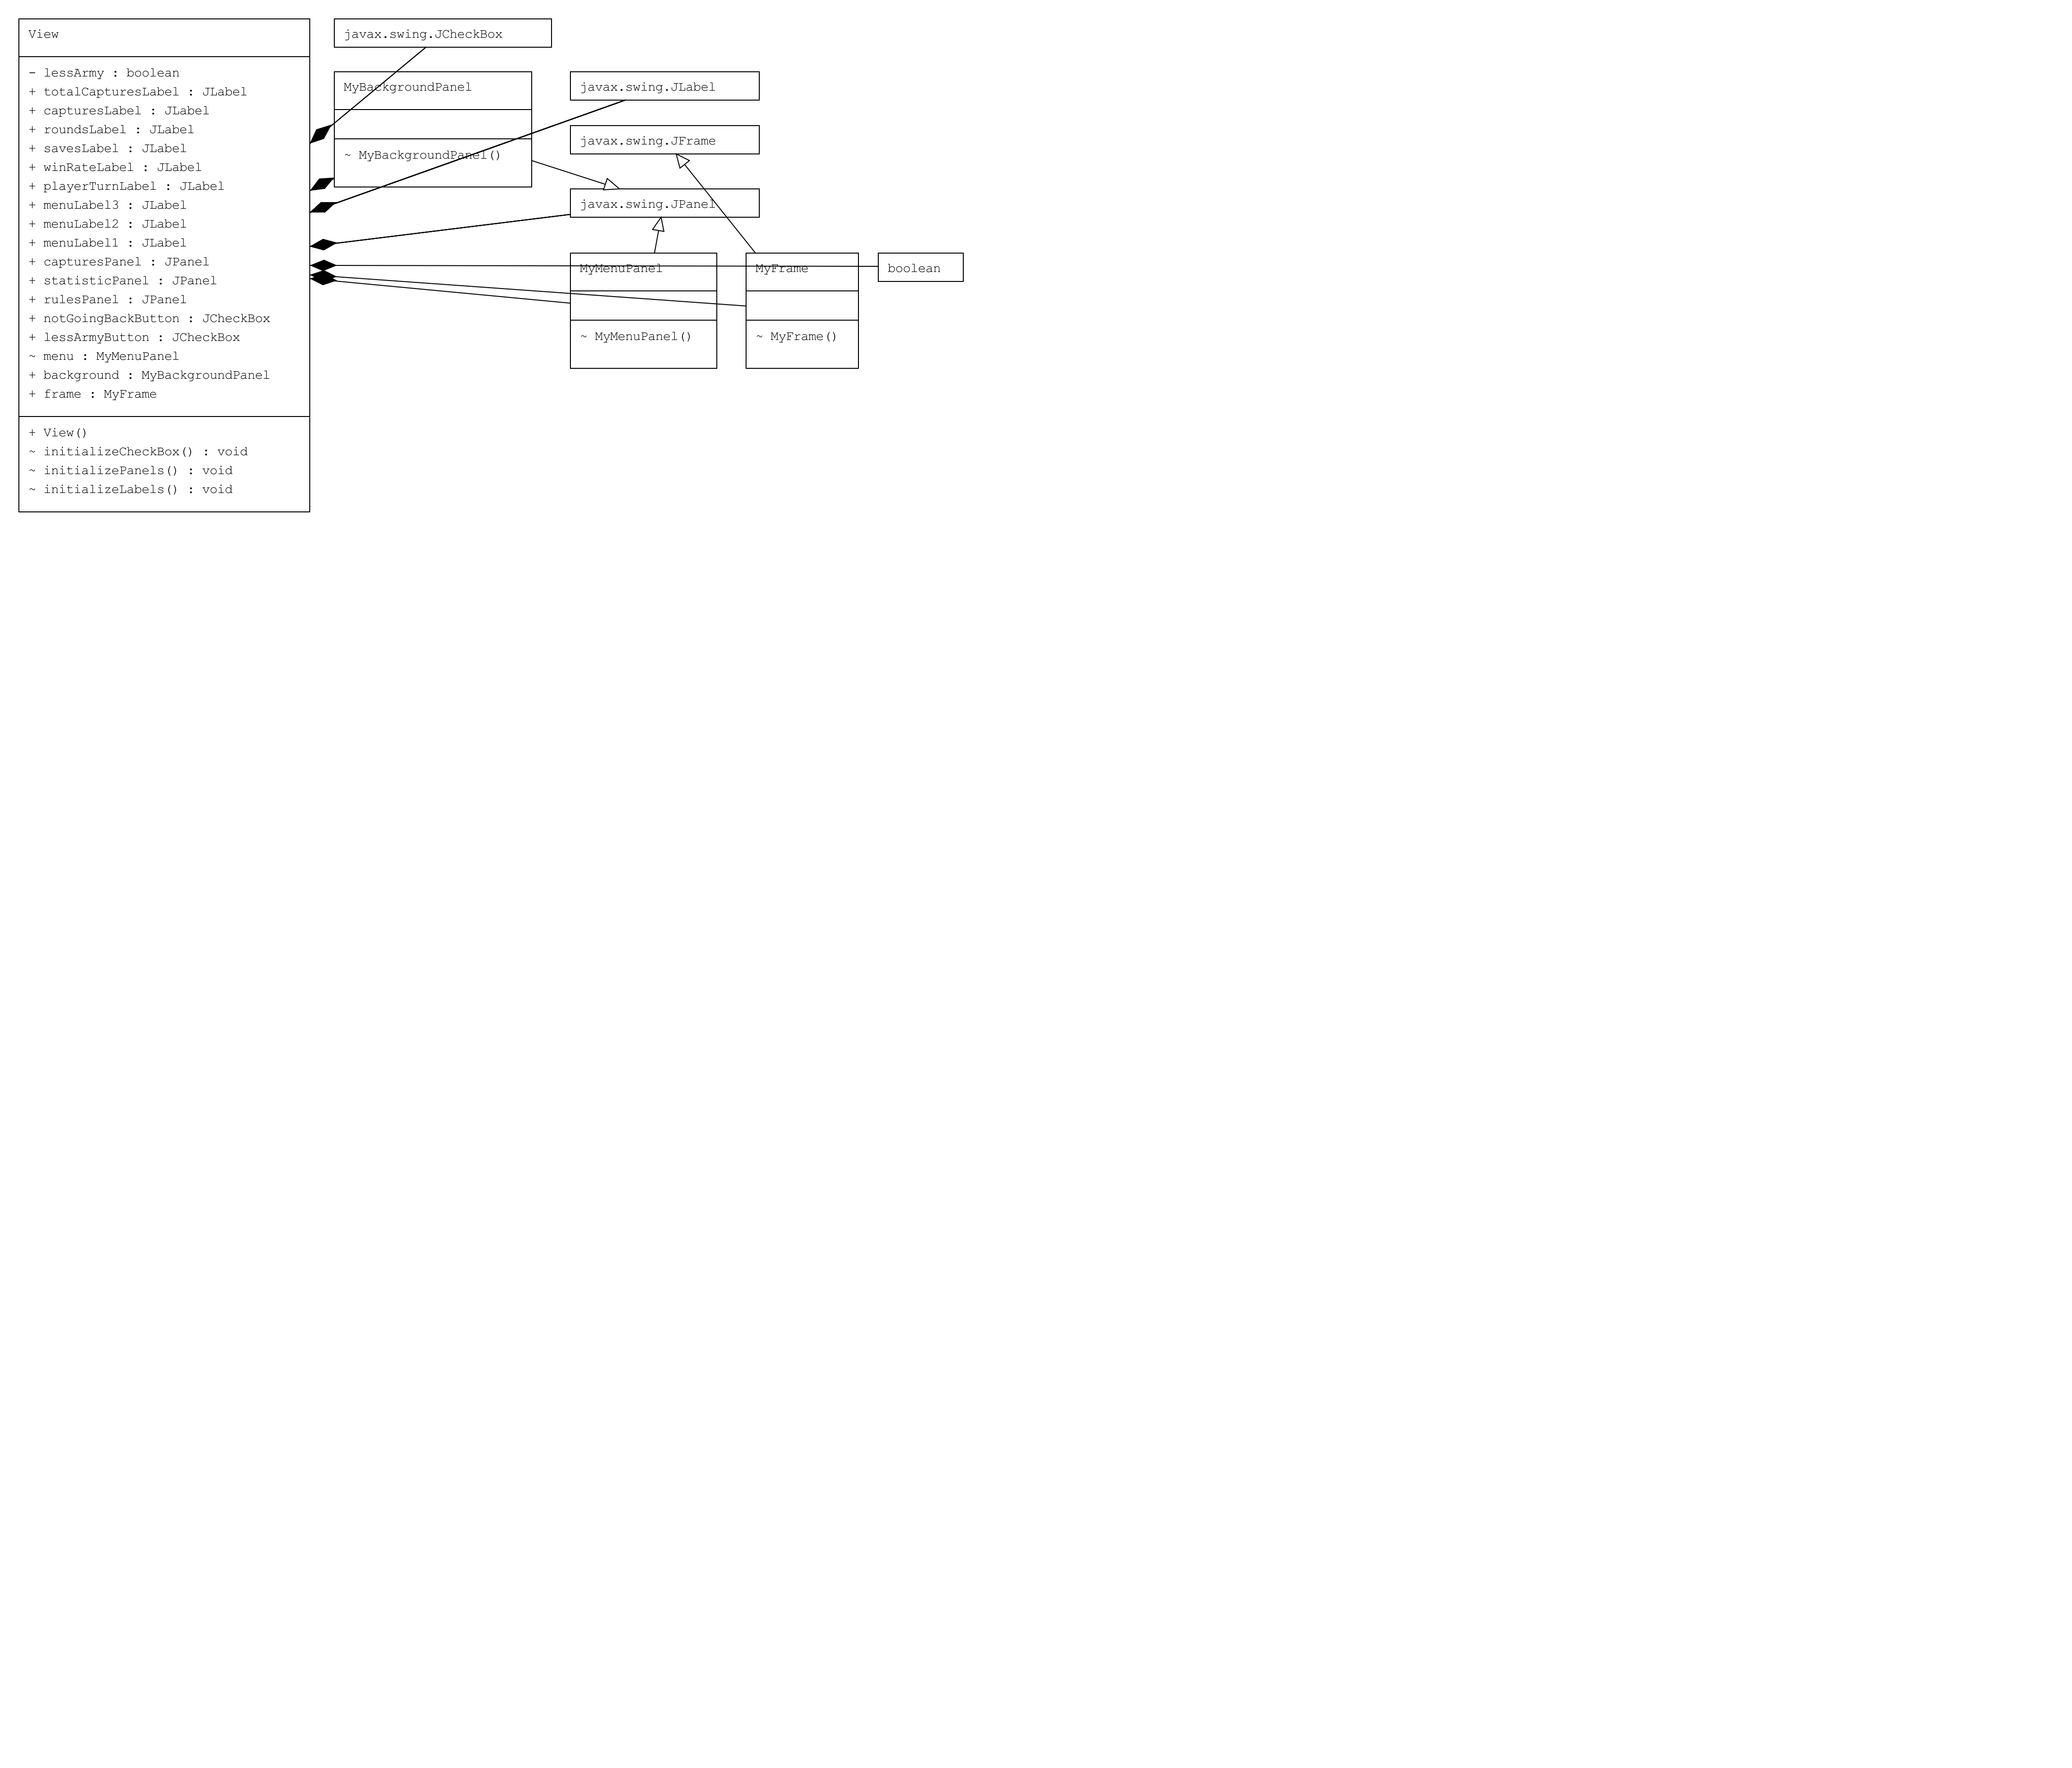 View
- lessArmy : boolean
+ totalCapturesLabel : JLabel
+ capturesLabel : JLabel
+ roundsLabel : JLabel
+ savesLabel : JLabel
+ winRateLabel : JLabel
+ playerTurnLabel : JLabel
+ menuLabel3 : JLabel
+ menuLabel2 : JLabel
+ menuLabel1 : JLabel
+ capturesPanel : JPanel
+ statisticPanel : JPanel
+ rulesPanel : JPanel
+ notGoingBackButton : JCheckBox
+ lessArmyButton : JCheckBox
~ menu : MyMenuPanel
+ background : MyBackgroundPanel
+ frame : MyFrame
+ View()
~ initializeCheckBox() : void
~ initializePanels() : void
~ initializeLabels() : void
javax.swing.JCheckBox
MyBackgroundPanel
~ MyBackgroundPanel()
javax.swing.JLabel
javax.swing.JFrame
javax.swing.JPanel
MyMenuPanel
~ MyMenuPanel()
MyFrame
~ MyFrame()
boolean